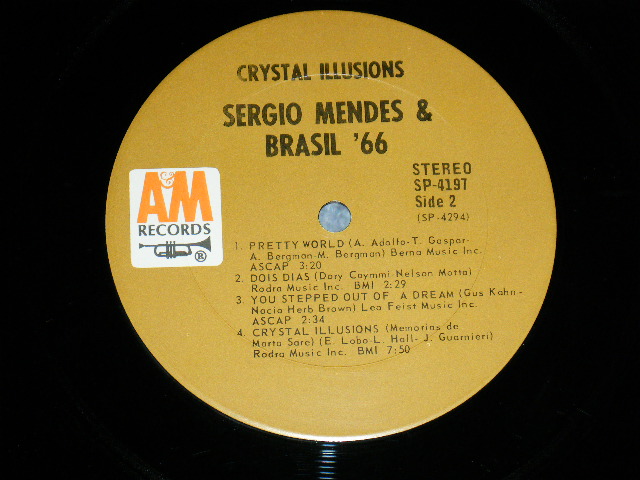 CRYSTAL ILLUSIONS
SERGIO MENDES &
BRASIL '66
STEREO
SP-4197
Side 2
(SP-4294)
A&M
RECORDS
®
1. PRETTY WORLD (A. Adolfo-T. Gaspar-
A. Bergman-M. Bergman) Berna Music Inc.
ASCAP 3:20
2. DOIS DIAS (Dory Caymmi-Nelson Motta)
Rodra Music Inc. BMI 2:29
3. YOU STEPPED OUT OF A DREAM (Gus Kahn-
Nacio Herb Brown) Leo Feist Music Inc.
ASCAP 2:34
4. CRYSTAL ILLUSIONS (Memorias de
Marta Sare) (E. Lobo-L. Hall-J. Guarnieri)
Rodra Music Inc. BMI 7:50